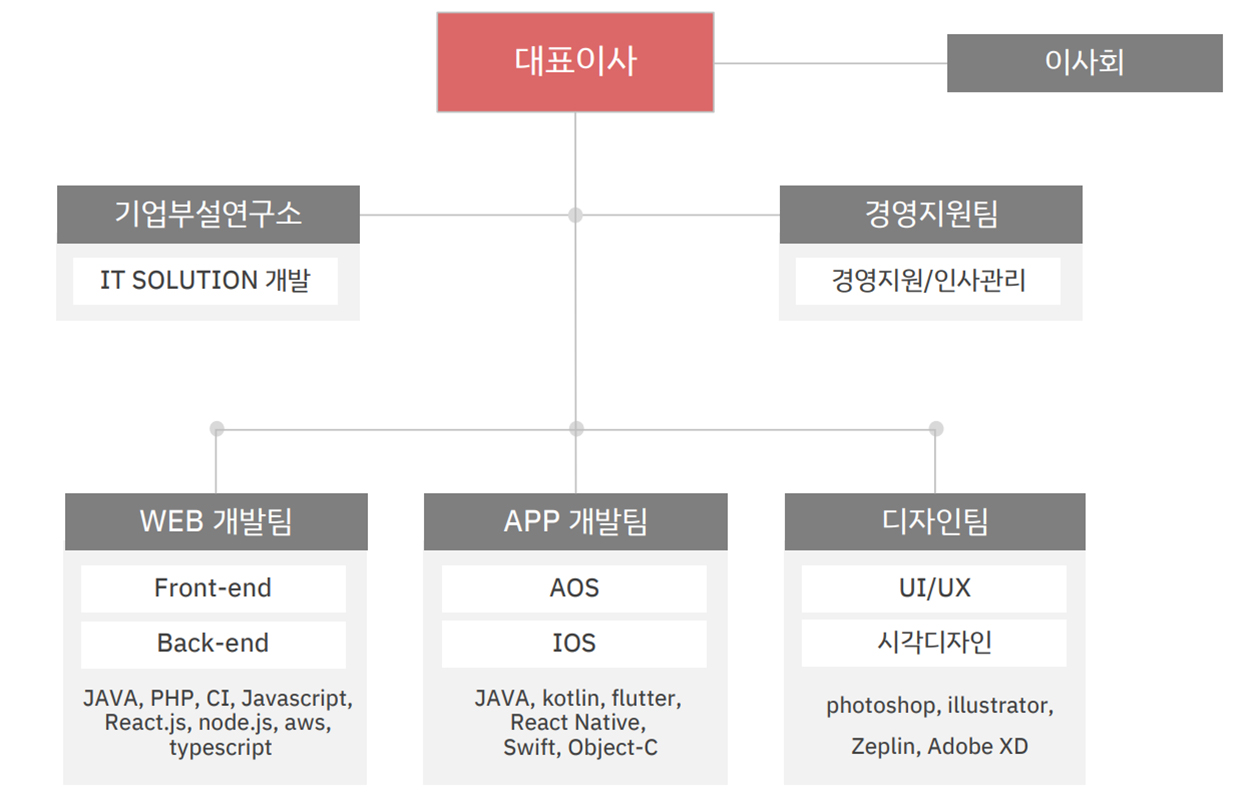 대표이사
이사회
기업부설연구소
IT SOLUTION 개발
경영지원팀
경영지원/인사관리
WEB 개발팀
Front-end
Back-end
JAVA, PHP, CI, Javascript,
React.js, node.js, aws,
typescript
APP 개발팀
AOS
IOS
JAVA, kotlin, flutter,
React Native,
Swift, Object-C
디자인팀
UI/UX
시각디자인
photoshop, illustrator,
Zeplin, Adobe XD